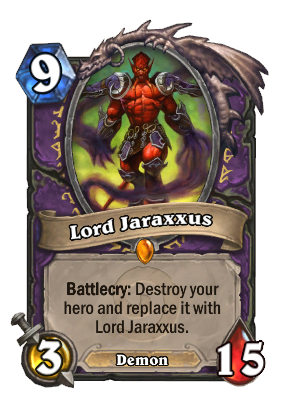 9
Lord Jaraxxus
Battlecry: Destroy your
hero and replace it with
Lord Jaraxxus.
3
Demon
15